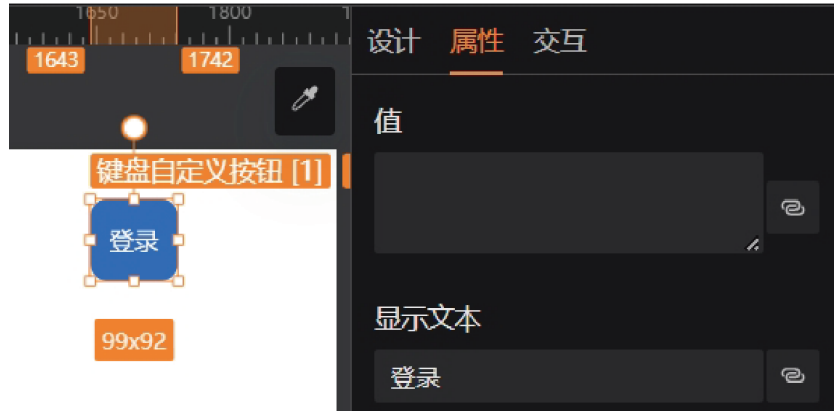 1650 1800 1
1643 1742
设计 属性 交互
值
键盘自定义按钮 [1]
登录
99x92
显示文本
登录